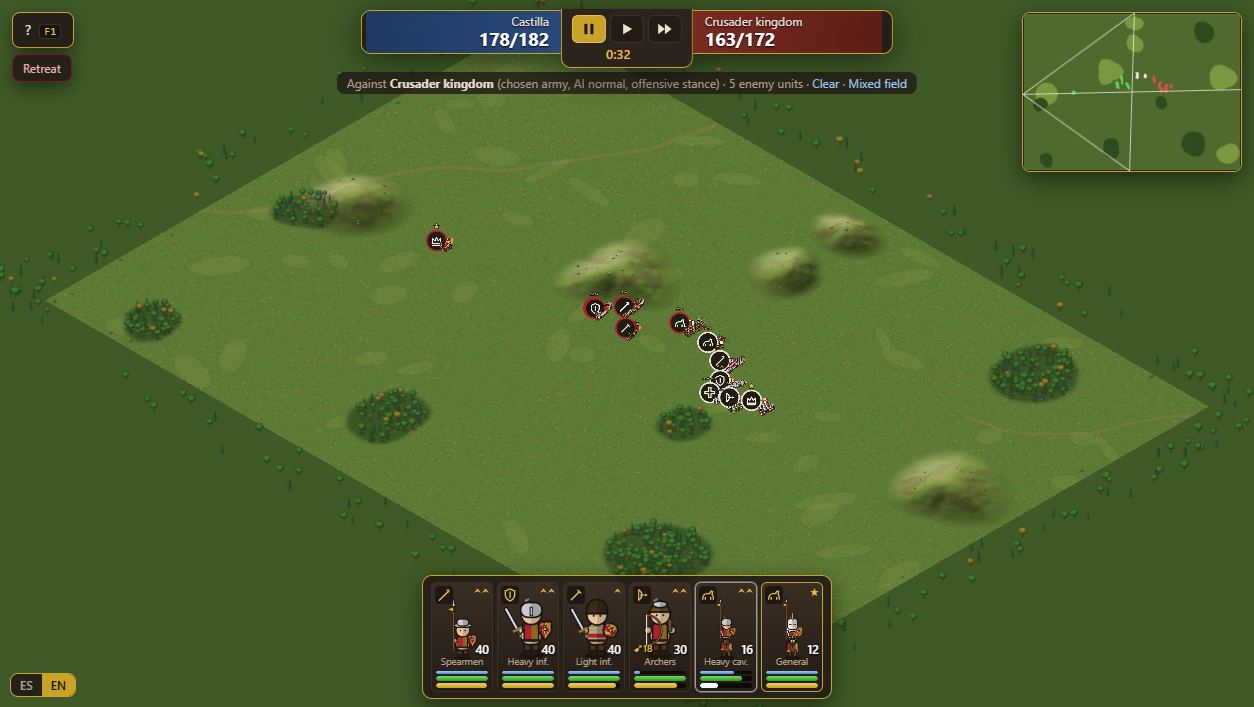 ? F1
Retreat
Castilla
178/182
0:32
Crusader kingdom
163/172
Against Crusader kingdom (chosen army, AI normal, offensive stance) · 5 enemy units · Clear · Mixed field
40
Spearmen
40
Heavy inf.
40
Light inf.
18
30
Archers
16
Heavy cav.
12
General
ES EN